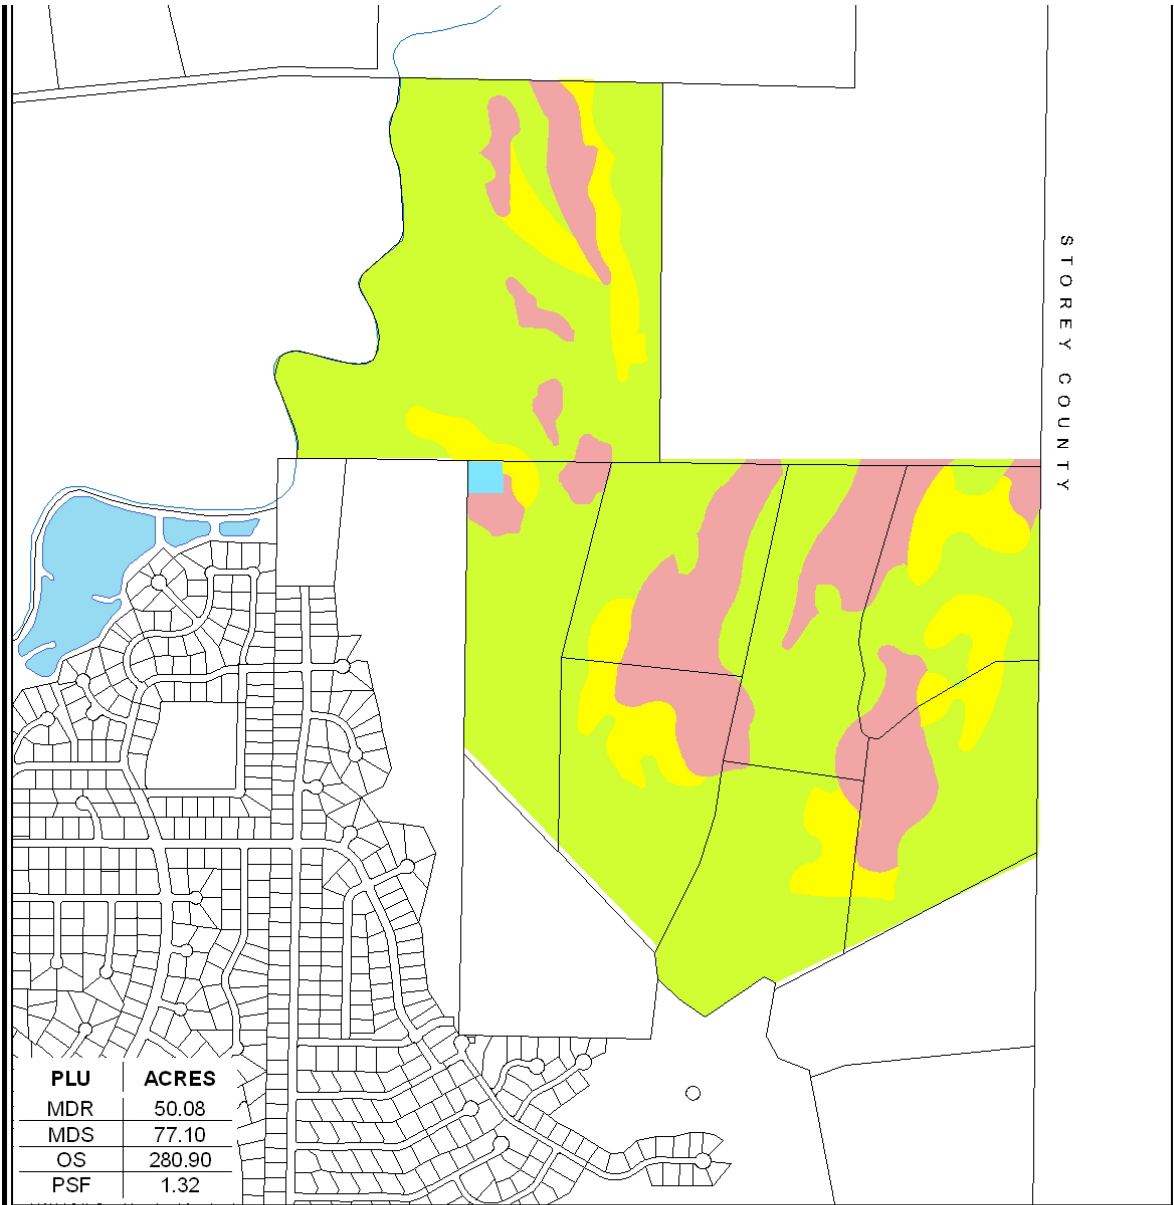 STOREY COUNTY
PLU ACRES
MDR 50.08
MDS 77.10
OS 280.90
PSF 1.32